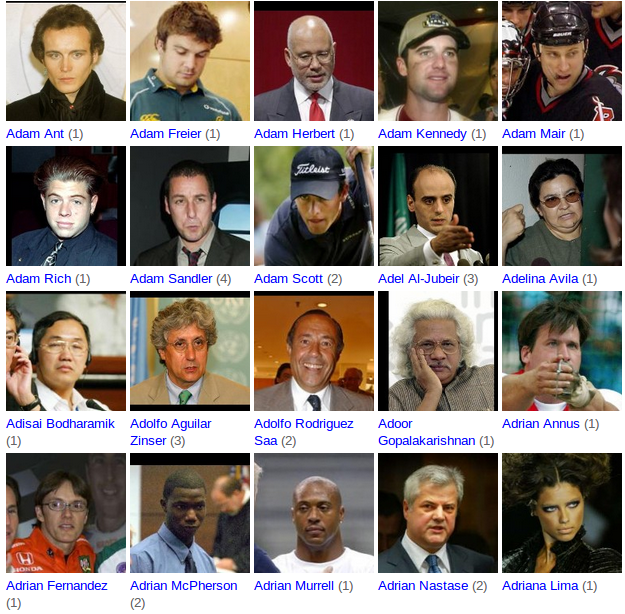 Adam Ant (1)
Adam Freier (1)
Adam Herbert (1)
Adam Kennedy (1)
Adam Mair (1)
Titleist
Adam Rich (1)
Adam Sandler (4)
Adam Scott (2)
Adel Al-Jubeir (3)
Adelina Avila (1)
Adisai Bodharamik
(1)
Adolfo Aguilar
Zinser (3)
Adolfo Rodriguez
Saa (2)
Adoor
Gopalakarishnan (1)
Adrian Annus (1)
HONDA
Adrian Fernandez
(1)
Adrian McPherson
(2)
Adrian Murrell (1)
Adrian Nastase (2)
Adriana Lima (1)